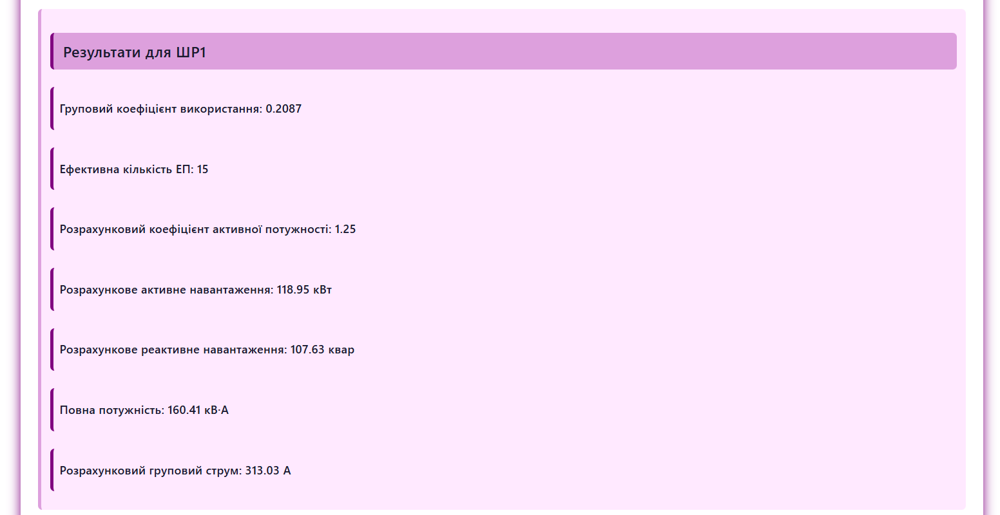 Результати для ШР1
Груповий коефіцієнт використання: 0.2087
Ефективна кількість ЕП: 15
Розрахунковий коефіцієнт активної потужності: 1.25
Розрахункове активне навантаження: 118.95 кВт
Розрахункове реактивне навантаження: 107.63 квар
Повна потужність: 160.41 кВ·А
Розрахунковий груповий струм: 313.03 А